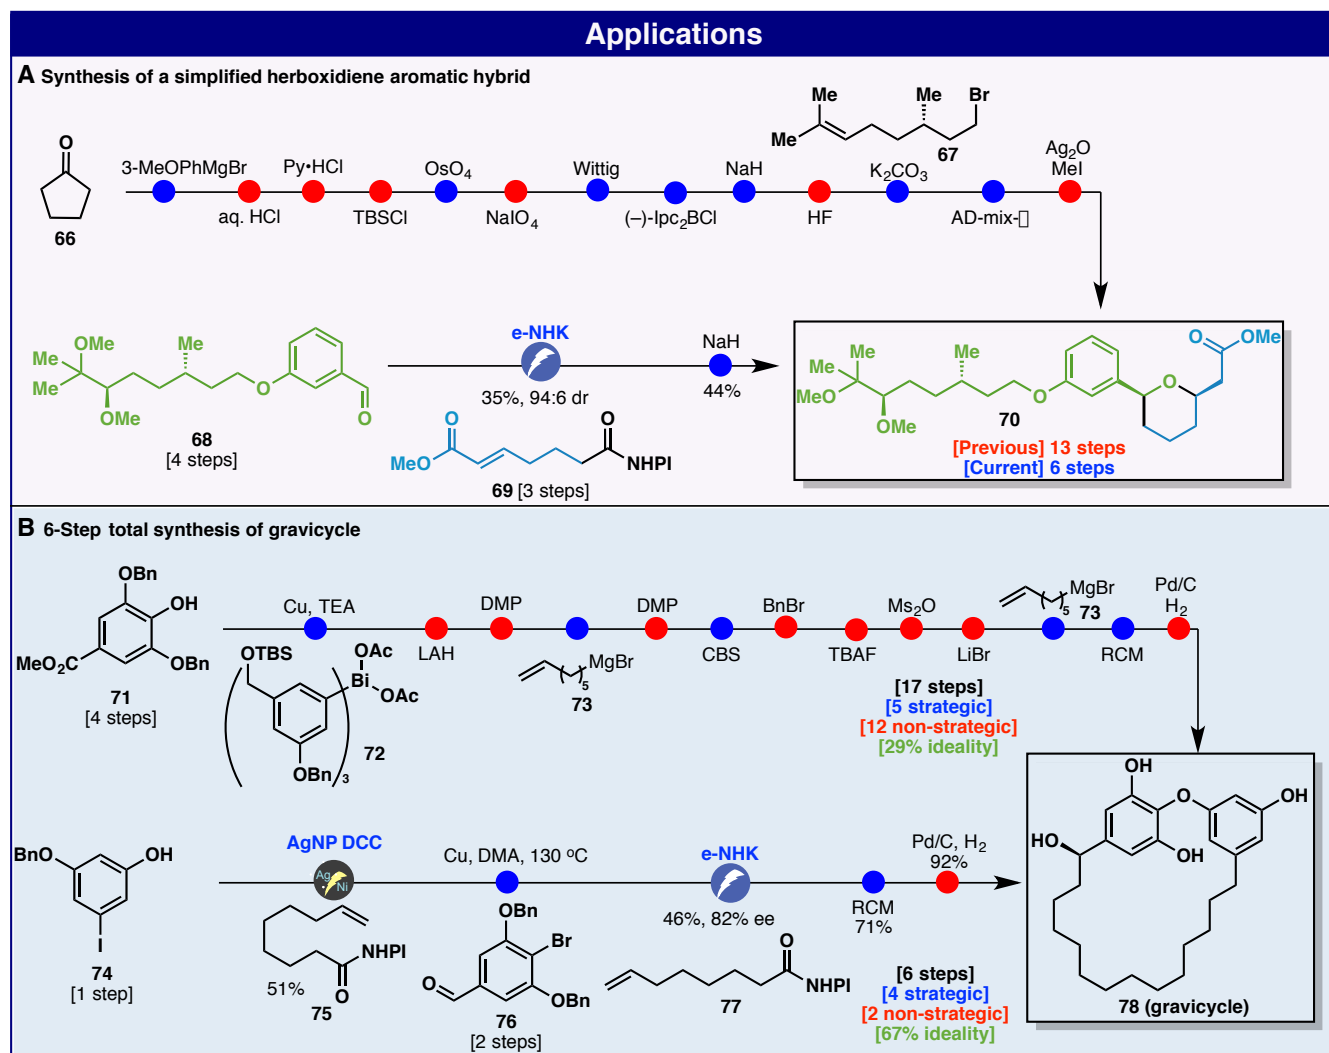 Applications
A Synthesis of a simplified herboxidiene aromatic hybrid
O
66
3-MeOPhMgBr
aq. HCl
Py•HCl
TBSCl
OsO4
NaIO4
Wittig
(–)-Ipc2BCl
NaH
HF
Me
Me
Me
Br
67
K2CO3
AD-mix-▯
Ag2O
MeI
OMe
Me
Me
OMe
Me
O
O
68
[4 steps]
e-NHK
35%, 94:6 dr
O
MeO
O
NHPI
69 [3 steps]
NaH
44%
Me
Me
MeO
OMe
Me
O
O
O
OMe
70
[Previous] 13 steps
[Current] 6 steps
B 6-Step total synthesis of gravicycle
OBn
OH
MeO2C
OBn
71
[4 steps]
Cu, TEA
OTBS
OAc
Bi
OAc
OBn
3
72
LAH
DMP
MgBr
5
73
DMP
CBS
BnBr
TBAF
Ms2O
LiBr
MgBr
5 73
RCM
Pd/C
H2
[17 steps]
[5 strategic]
[12 non-strategic]
[29% ideality]
BnO
OH
I
74
[1 step]
AgNP DCC
Ag
Ni
NHPI
O
51%
75
Cu, DMA, 130 ºC
OBn
Br
O
OBn
76
[2 steps]
e-NHK
46%, 82% ee
O
NHPI
77
RCM
71%
Pd/C, H2
92%
[6 steps]
[4 strategic]
[2 non-strategic]
[67% ideality]
OH
O
OH
HO
OH
78 (gravicycle)